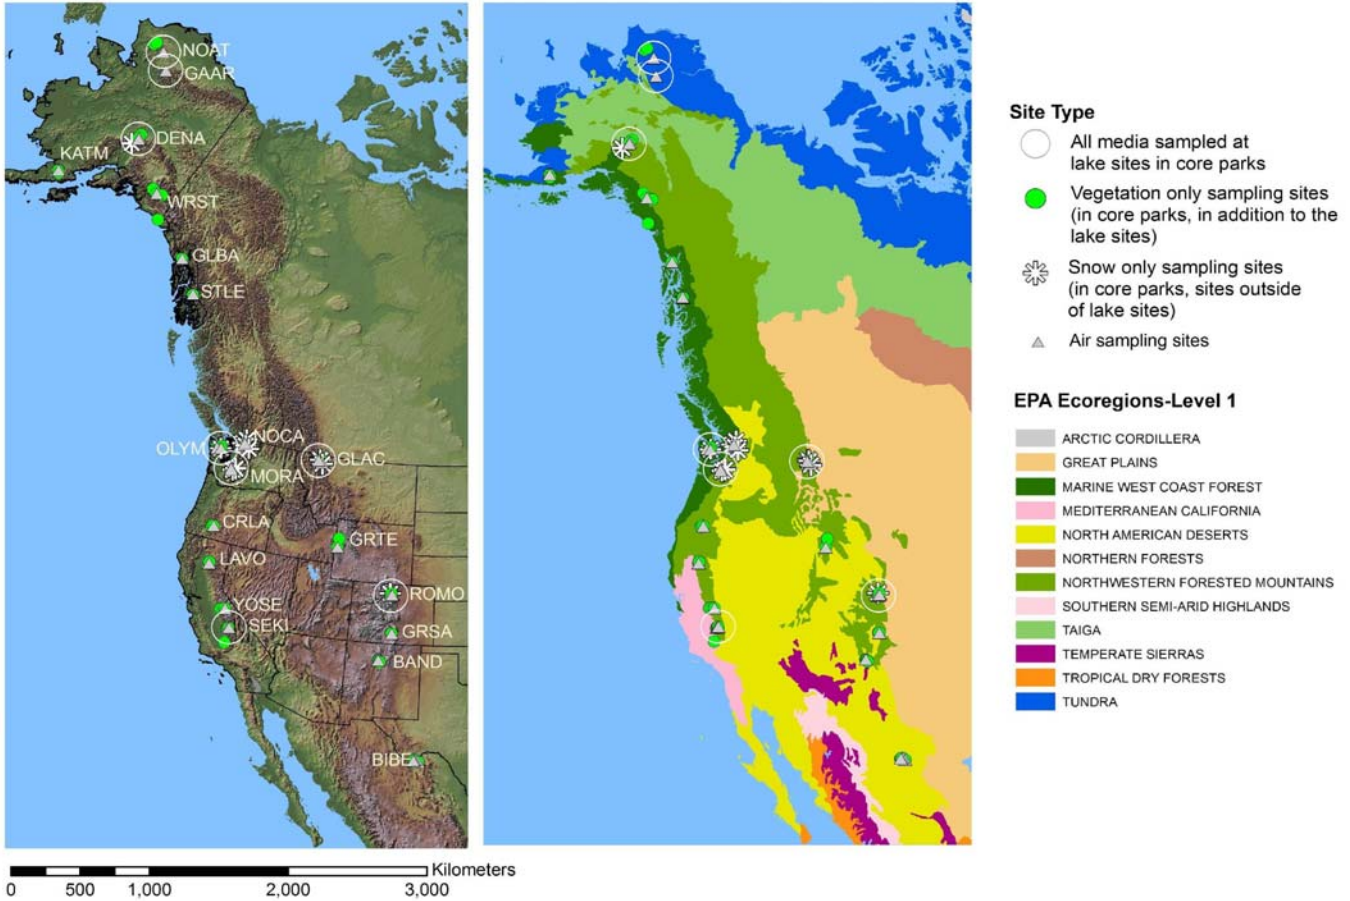 NOAT
GAAR
DENA
KATM
WRST
GLBA
STLE
NOCA
OLYM
GLAC
MORA
CRLA
GRTE
LAVO
ROMO
YOSE
SEKI
GRSA
BAND
BIBE
Kilometers
0 500 1,000 2,000 3,000
Site Type
All media sampled at
lake sites in core parks
Vegetation only sampling sites
(in core parks, in addition to the
lake sites)
Snow only sampling sites
(in core parks, sites outside
of lake sites)
Air sampling sites
EPA Ecoregions-Level 1
ARCTIC CORDILLERA
GREAT PLAINS
MARINE WEST COAST FOREST
MEDITERRANEAN CALIFORNIA
NORTH AMERICAN DESERTS
NORTHERN FORESTS
NORTHWESTERN FORESTED MOUNTAINS
SOUTHERN SEMI-ARID HIGHLANDS
TAIGA
TEMPERATE SIERRAS
TROPICAL DRY FORESTS
TUNDRA